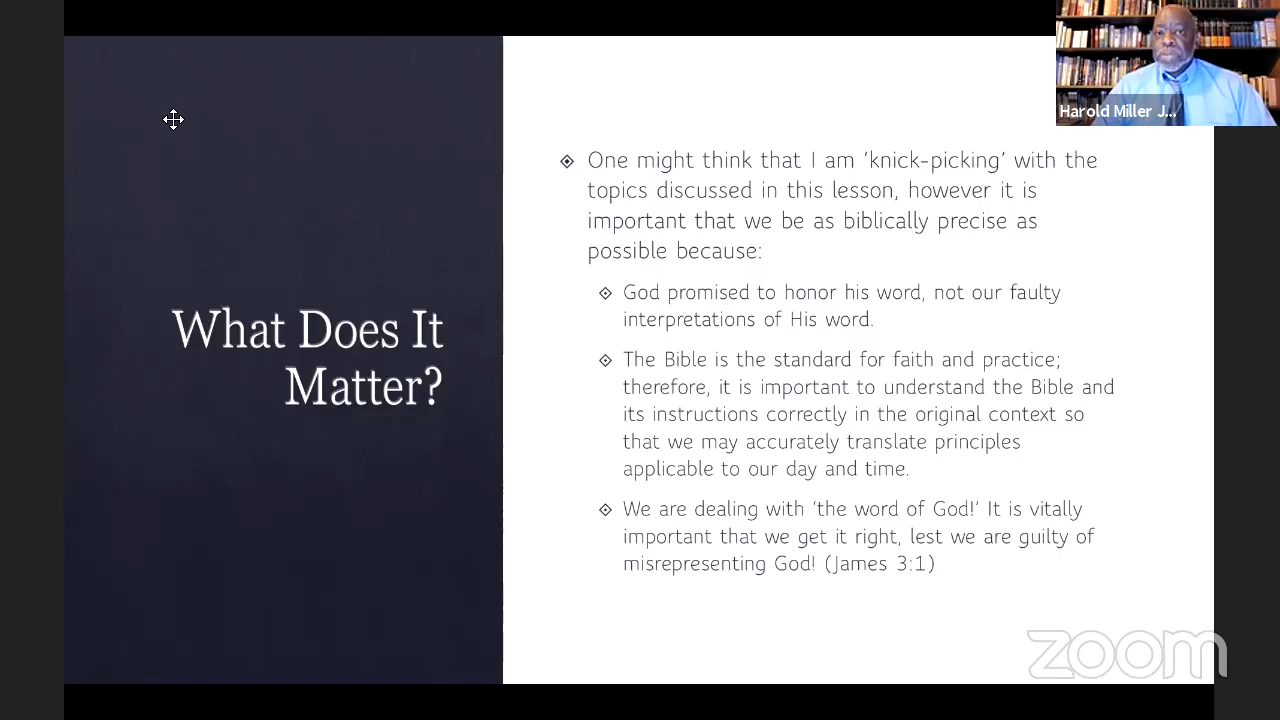 Harold Miller J...
What Does It
Matter?
One might think that I am ‘knick-picking’ with the
topics discussed in this lesson, however it is
important that we be as biblically precise as
possible because:
God promised to honor his word, not our faulty
interpretations of His word.
The Bible is the standard for faith and practice;
therefore, it is important to understand the Bible and
its instructions correctly in the original context so
that we may accurately translate principles
applicable to our day and time.
We are dealing with ‘the word of God!’ It is vitally
important that we get it right, lest we are guilty of
misrepresenting God! (James 3:1)
zoom